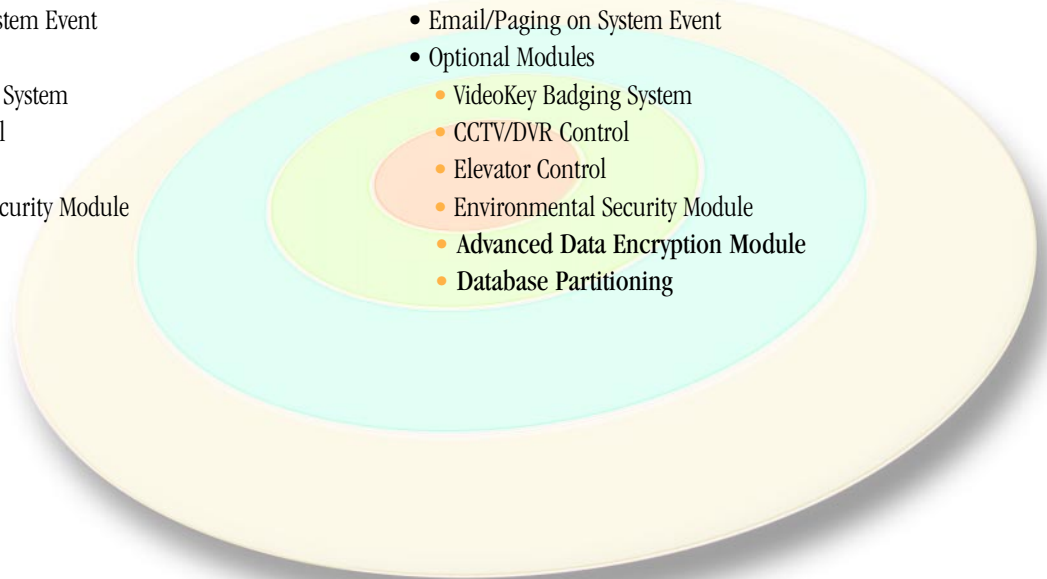 stem Event
System
l
curity Module
• Email/Paging on System Event
• Optional Modules
• VideoKey Badging System
• CCTV/DVR Control
• Elevator Control
• Environmental Security Module
• Advanced Data Encryption Module
• Database Partitioning